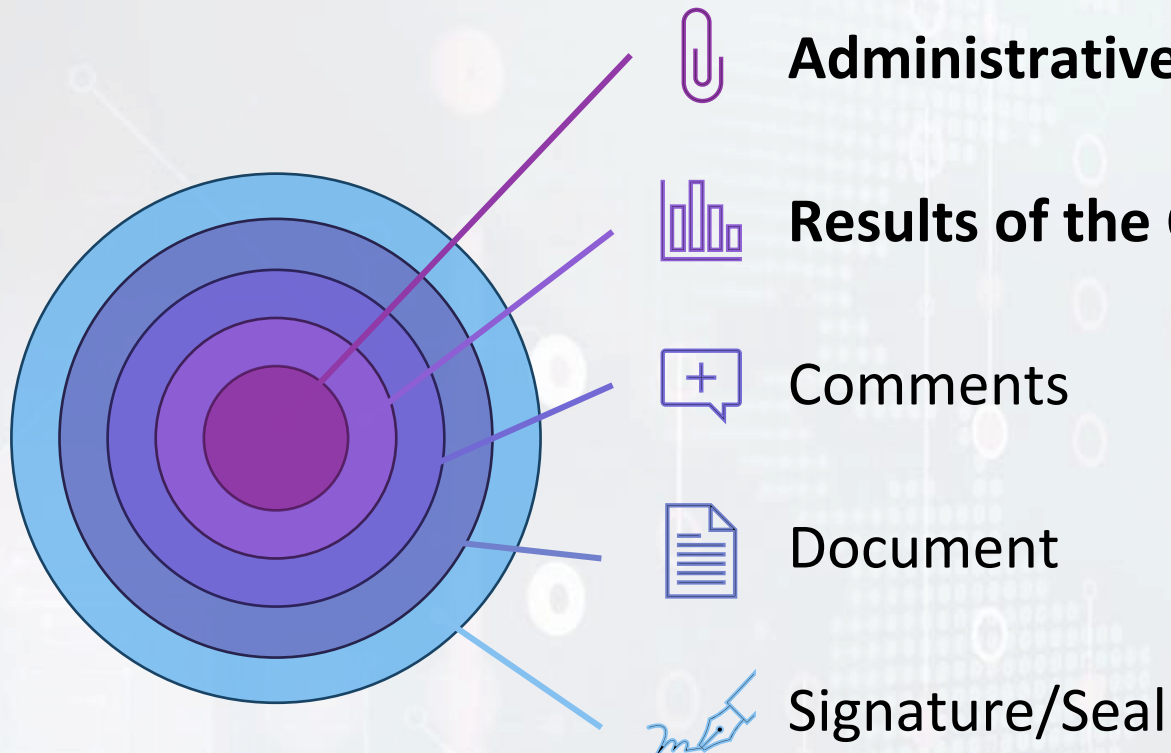 Administrative
Results of the
Comments
Document
Signature/Seal